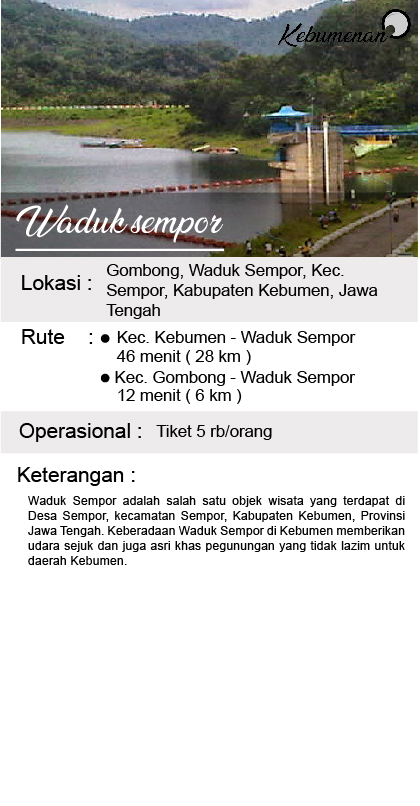 Kebumenan
Waduk sempor
Lokasi :
Gombong, Waduk Sempor, Kec.
Sempor, Kabupaten Kebumen, Jawa
Tengah
Rute :
● Kec. Kebumen - Waduk Sempor
46 menit ( 28 km )
● Kec. Gombong - Waduk Sempor
12 menit ( 6 km )
Operasional : Tiket 5 rb/orang
Keterangan :
Waduk Sempor adalah salah satu objek wisata yang terdapat di
Desa Sempor, kecamatan Sempor, Kabupaten Kebumen, Provinsi
Jawa Tengah. Keberadaan Waduk Sempor di Kebumen memberikan
udara sejuk dan juga asri khas pegunungan yang tidak lazim untuk
daerah Kebumen.